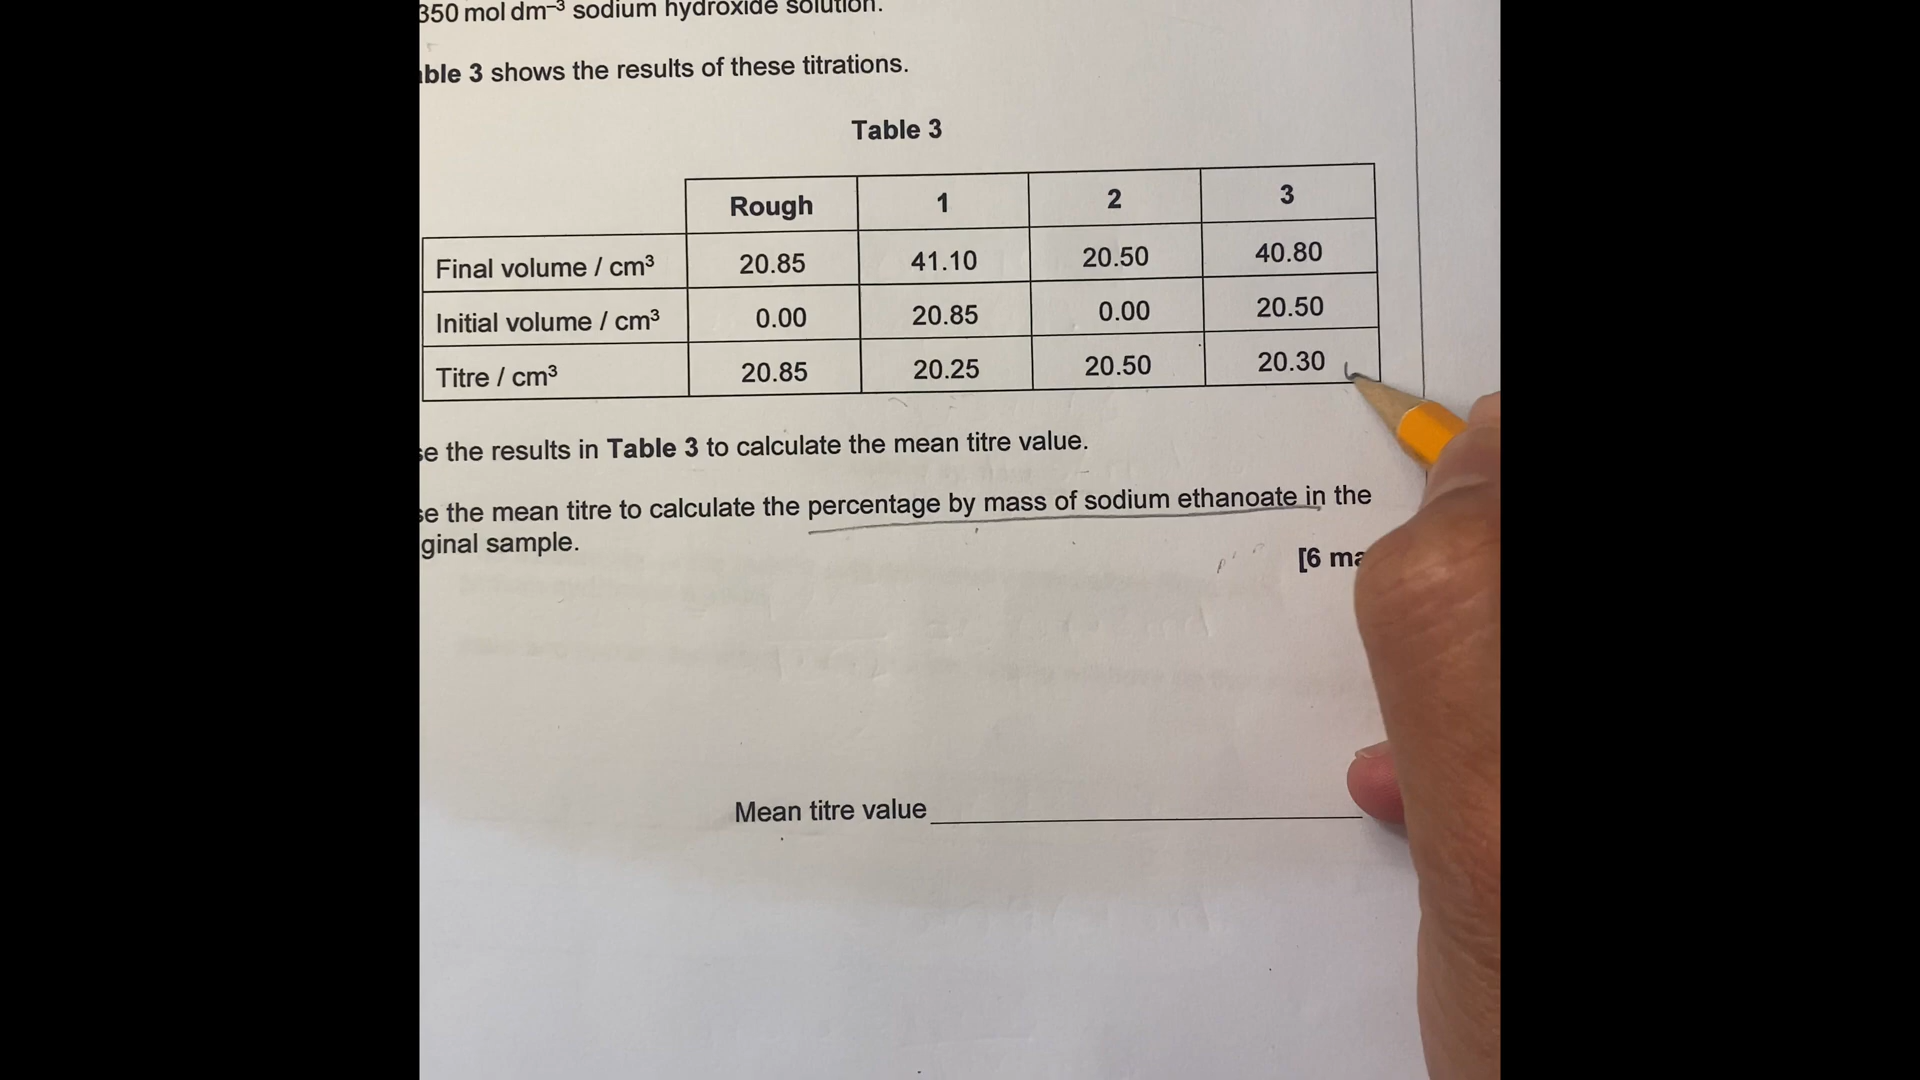 350 mol dm⁻³ sodium hydroxide solution.
ble 3 shows the results of these titrations.
Table 3
Rough 1 2 3
Final volume / cm³ 20.85 41.10 20.50 40.80
Initial volume / cm³ 0.00 20.85 0.00 20.50
Titre / cm³ 20.85 20.25 20.50 20.30
se the results in Table 3 to calculate the mean titre value.
se the mean titre to calculate the percentage by mass of sodium ethanoate in the
ginal sample.
[6 ma
Mean titre value